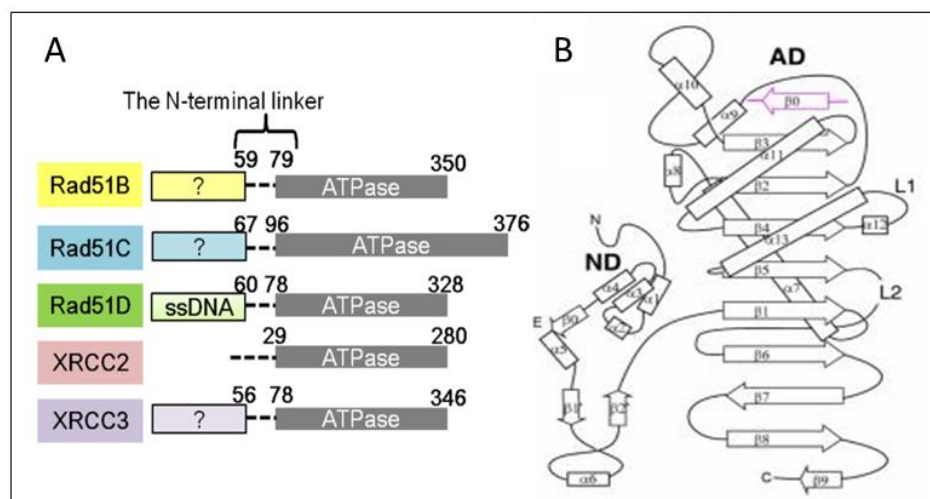 A
The N-terminal linker
59 79 350
Rad51B ? ATPase
67 96 376
Rad51C ? ATPase
60 78 328
Rad51D ssDNA ATPase
29 280
XRCC2 ATPase
56 78 346
XRCC3 ? ATPase
B
AD
α10
β0
α9
β3
α11
α8
β2
L1
β4
α12
α13
N
ND
β5
α7
L2
α4
α3
α1
α2
β1
E
α5
β6
β7
β1'
β2'
β8
α6
C
β9